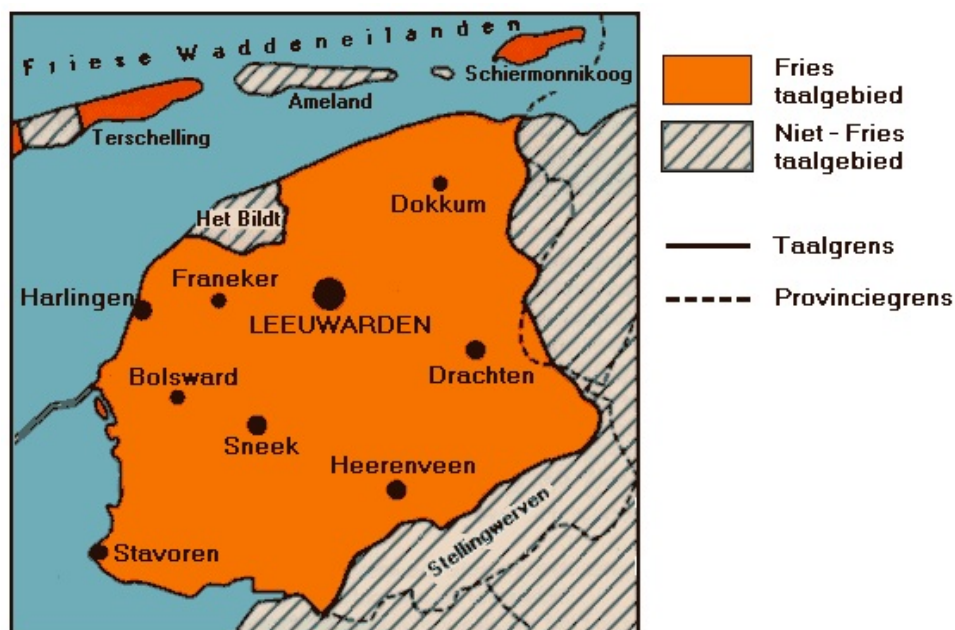 Friese Waddeneilanden
Schiermonnikoog
Ameland
Terschelling
Dokkum
Het Bildt
Franeker
Harlingen
LEEUWARDEN
Drachten
Bolsward
Sneek
Heerenveen
Stellingwerven
Stavoren
Fries
taalgebied
Niet - Fries
taalgebied
Taalgrens
Provinciegrens